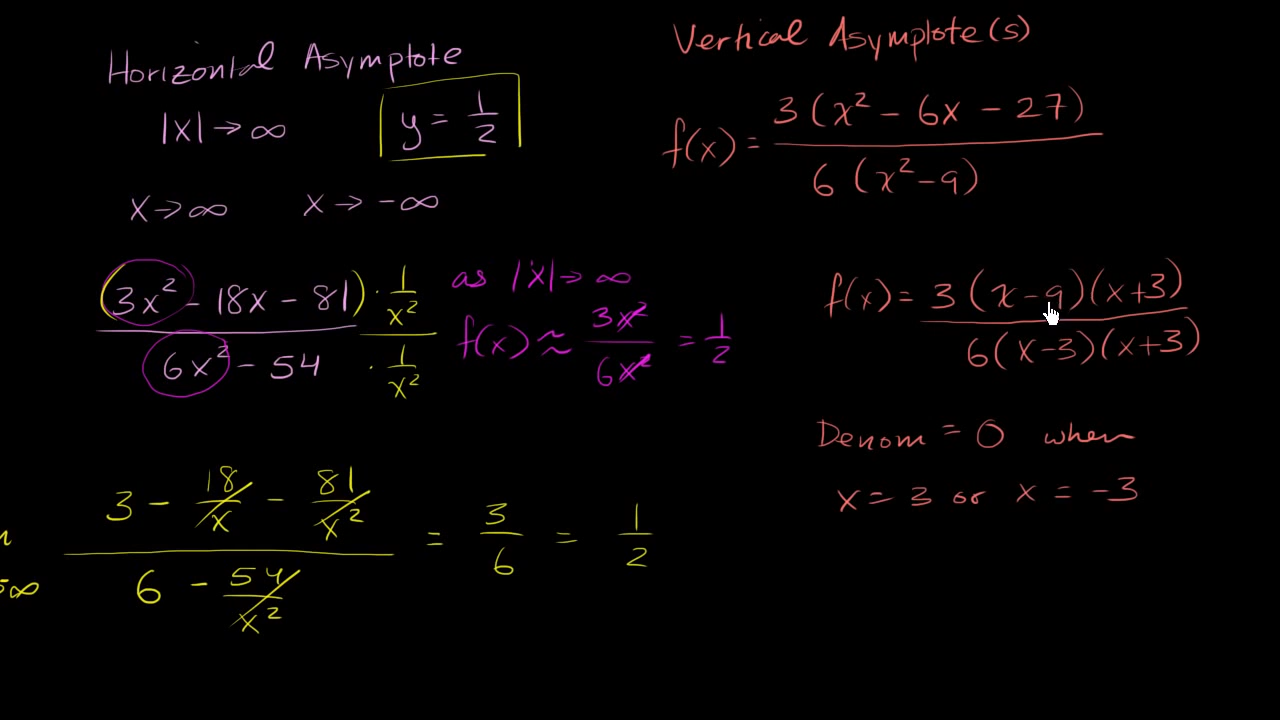 Horizontal Asymptote
|x| → ∞
y = 1/2
x → ∞ x → -∞
(3x² - 18x - 81) · 1/x²
6x² - 54 · 1/x²
as |x| → ∞
f(x) ≈ 3x²/6x² = 1/2
3 - 18/x - 81/x²
6 - 54/x²
= 3/6 = 1/2
∞
Vertical Asymptote(s)
f(x) = 3(x² - 6x - 27)
6(x² - 9)
f(x) = 3(x-9)(x+3)
6(x-3)(x+3)
Denom = 0 when
x = 3 or x = -3